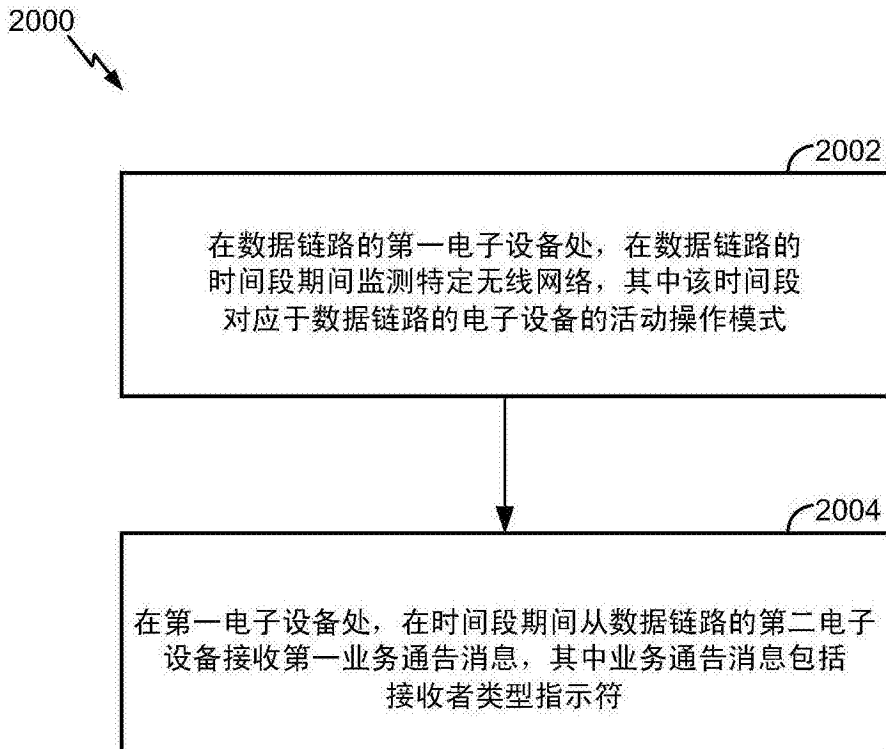 2000
2002
在数据链路的第一电子设备处，在数据链路的
时间段期间监测特定无线网络，其中该时间段
对应于数据链路的电子设备的活动操作模式
2004
在第一电子设备处，在时间段期间从数据链路的第二电子
设备接收第一业务通告消息，其中业务通告消息包括
接收者类型指示符